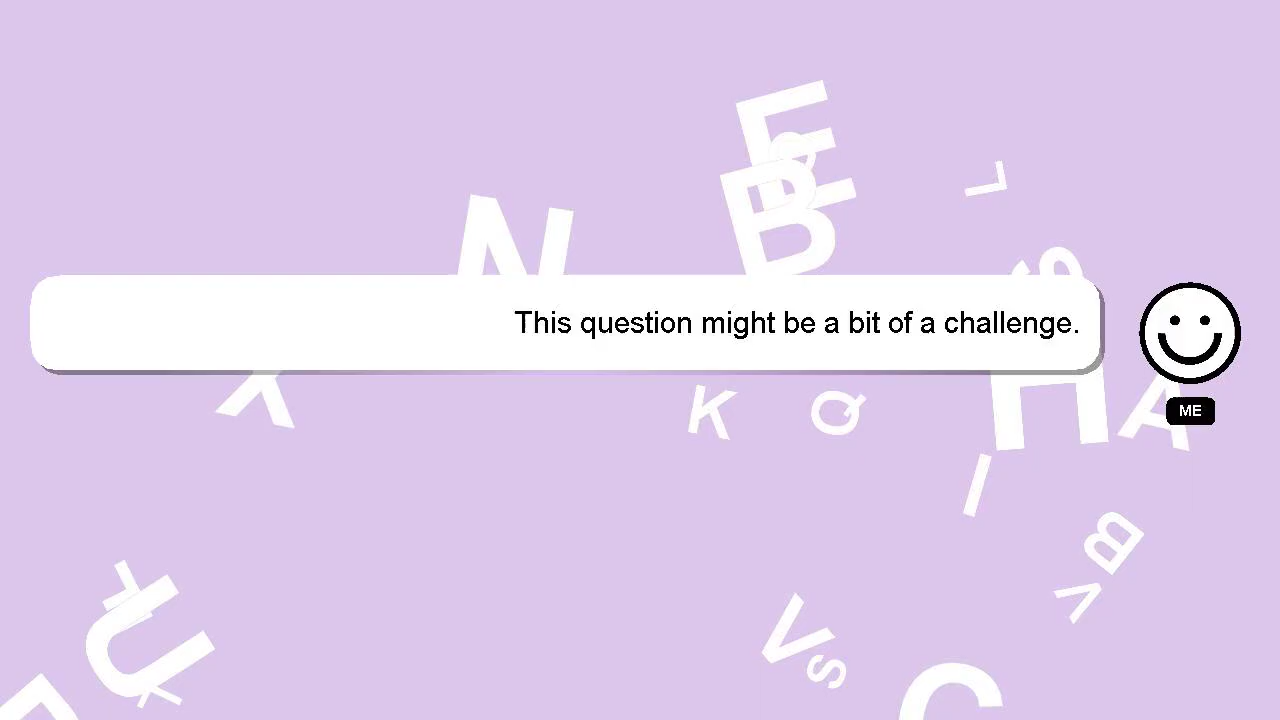 E
B
L
N
S
This question might be a bit of a challenge.
ME
X
K
Q
H
A
I
B
V
U
V
S
C